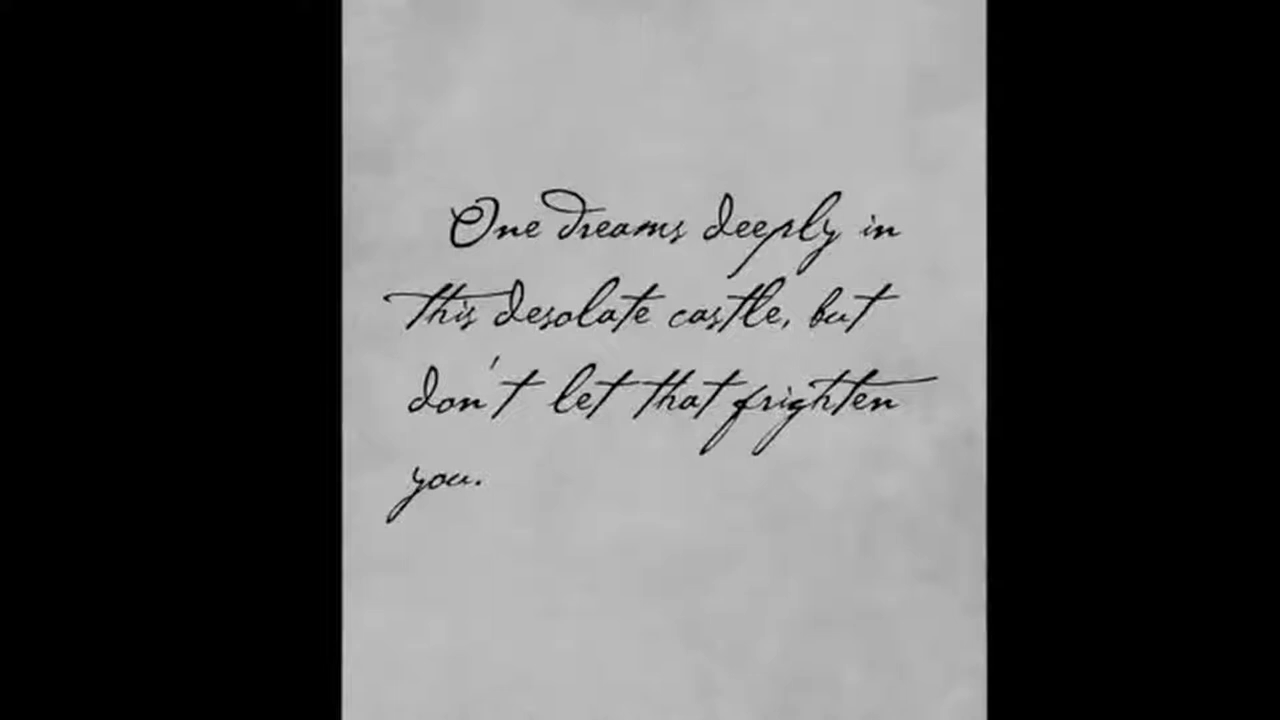 One dreams deeply in
this desolate castle, but
don't let that frighten
you.